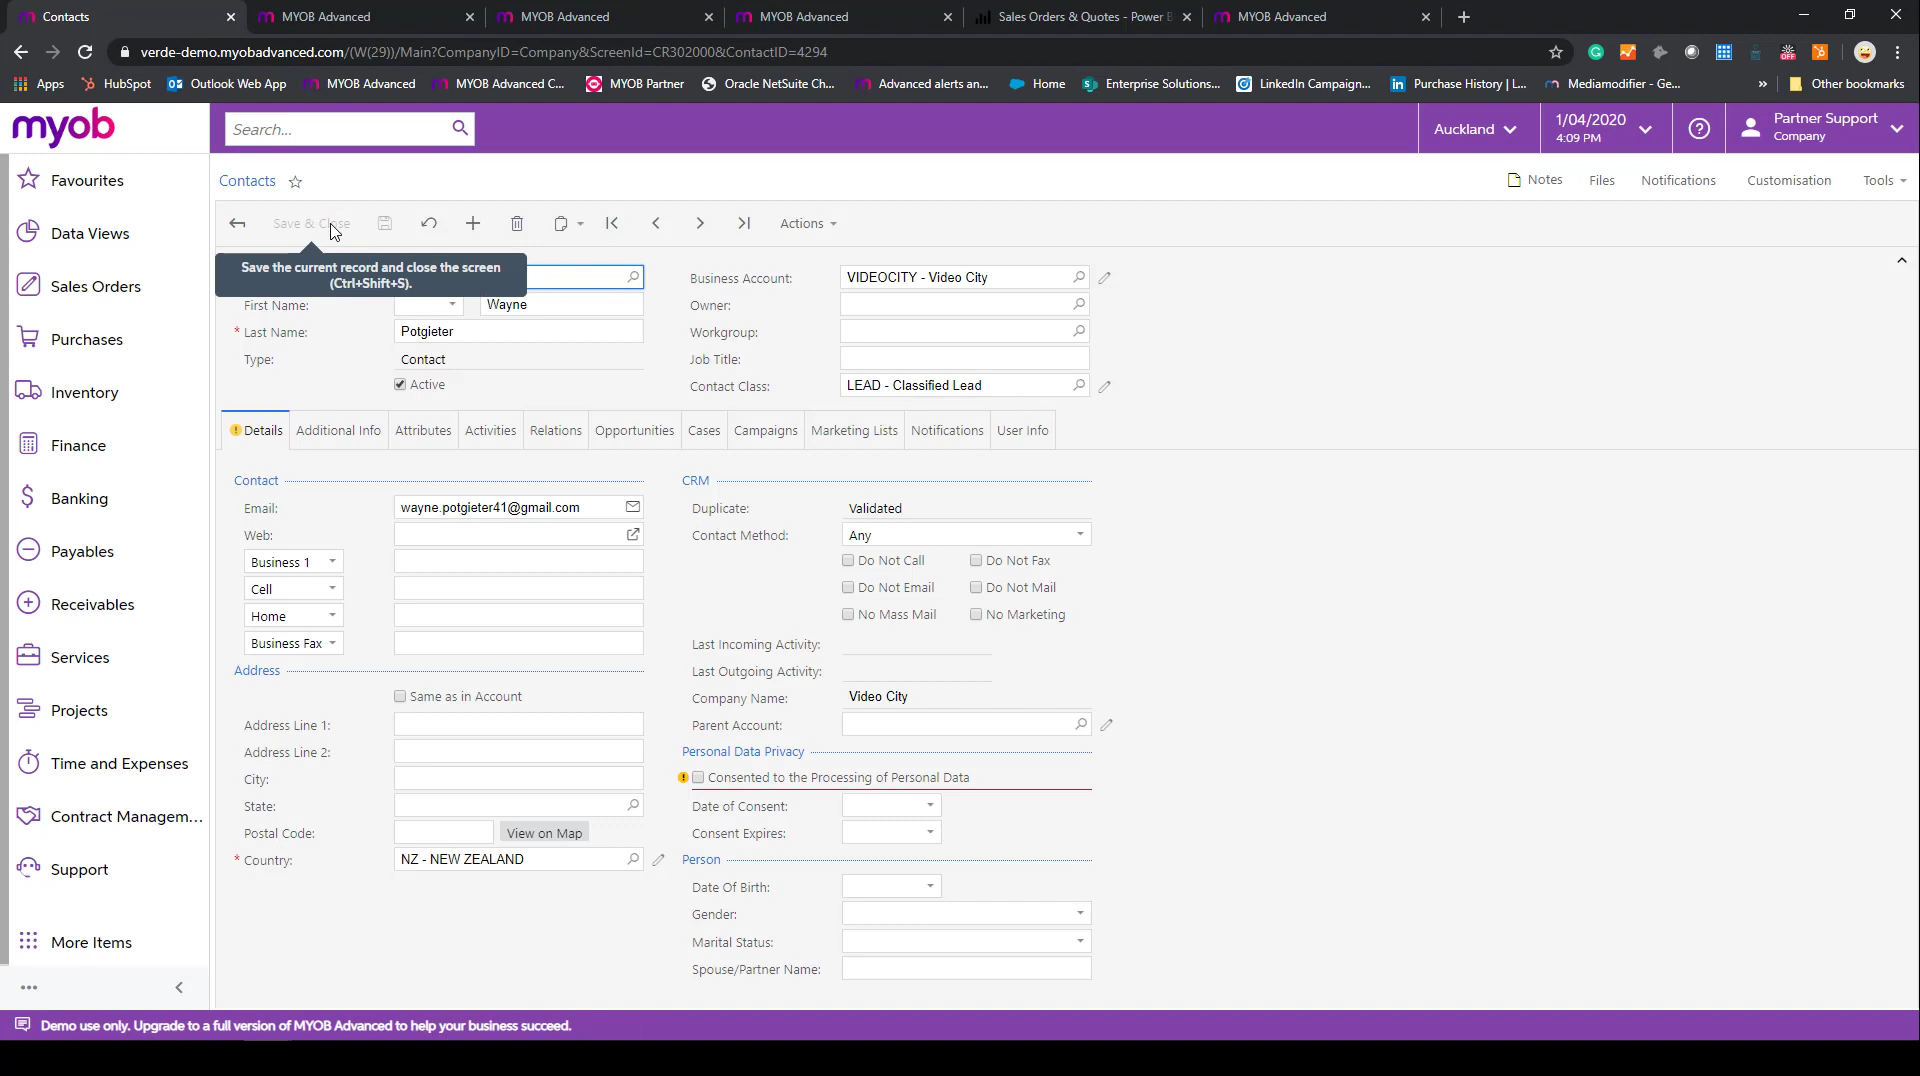 Contacts
MYOB Advanced
MYOB Advanced
MYOB Advanced
Sales Orders & Quotes - Power B
MYOB Advanced
verde-demo.myobadvanced.com/(W(29))/Main?CompanyID=Company&ScreenId=CR302000&ContactID=4294
OFF
Apps
HubSpot
Outlook Web App
MYOB Advanced
MYOB Advanced C...
MYOB Partner
Oracle NetSuite Ch...
Advanced alerts an...
Home
Enterprise Solutions...
LinkedIn Campaign...
Purchase History | L...
Mediamodifier - Ge...
Other bookmarks
myob
Search...
Auckland
1/04/2020
4:09 PM
Partner Support
Company
Favourites
Data Views
Sales Orders
Purchases
Inventory
Finance
Banking
Payables
Receivables
Services
Projects
Time and Expenses
Contract Managem...
Support
More Items
Contacts
Notes
Files
Notifications
Customisation
Tools
Save & Close
Actions
Save the current record and close the screen
(Ctrl+Shift+S).
First Name:
Wayne
* Last Name:
Potgieter
Type:
Contact
Active
Business Account:
VIDEOCITY - Video City
Owner:
Workgroup:
Job Title:
Contact Class:
LEAD - Classified Lead
Details
Additional Info
Attributes
Activities
Relations
Opportunities
Cases
Campaigns
Marketing Lists
Notifications
User Info
Contact
Email:
wayne.potgieter41@gmail.com
Web:
Business 1
Cell
Home
Business Fax
Address
Same as in Account
Address Line 1:
Address Line 2:
City:
State:
Postal Code:
View on Map
* Country:
NZ - NEW ZEALAND
CRM
Duplicate:
Validated
Contact Method:
Any
Do Not Call
Do Not Fax
Do Not Email
Do Not Mail
No Mass Mail
No Marketing
Last Incoming Activity:
Last Outgoing Activity:
Company Name:
Video City
Parent Account:
Personal Data Privacy
Consented to the Processing of Personal Data
Date of Consent:
Consent Expires:
Person
Date Of Birth:
Gender:
Marital Status:
Spouse/Partner Name:
Demo use only. Upgrade to a full version of MYOB Advanced to help your business succeed.